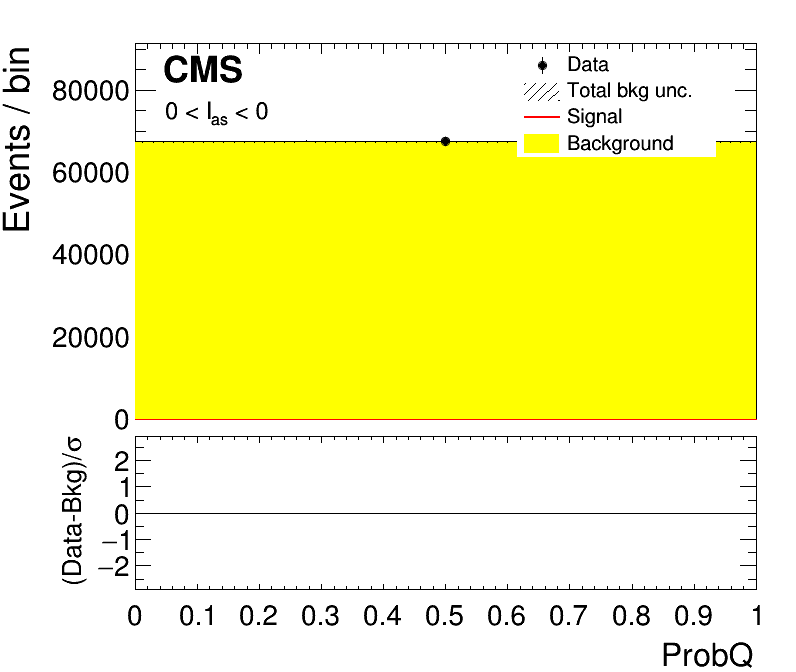 Events / bin
80000
60000
40000
20000
0
CMS
0 < I_as < 0
Data
Total bkg unc.
Signal
Background
(Data-Bkg)/σ
2
1
0
−1
−2
0 0.1 0.2 0.3 0.4 0.5 0.6 0.7 0.8 0.9 1
ProbQ